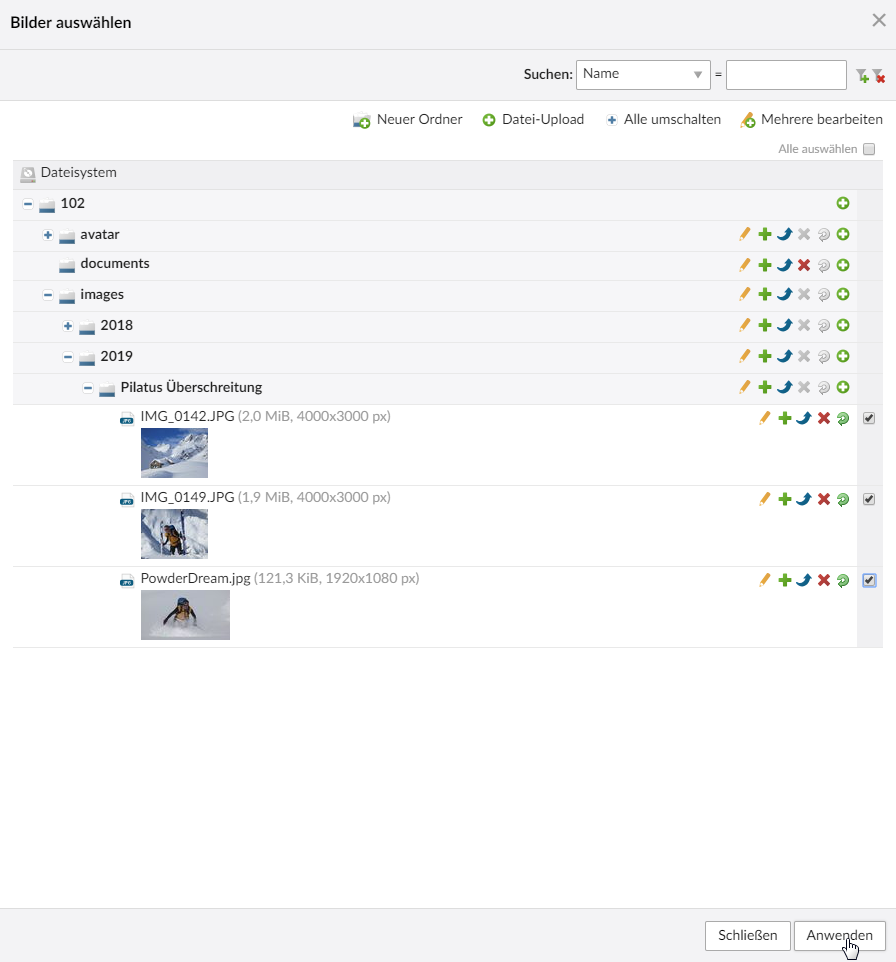 Bilder auswählen
Suchen: Name =
Neuer Ordner Datei-Upload Alle umschalten Mehrere bearbeiten
Alle auswählen
Dateisystem
102
avatar
documents
images
2018
2019
Pilatus Überschreitung
IMG_0142.JPG (2,0 MiB, 4000x3000 px)
IMG_0149.JPG (1,9 MiB, 4000x3000 px)
PowderDream.jpg (121,3 KiB, 1920x1080 px)
Schließen Anwenden